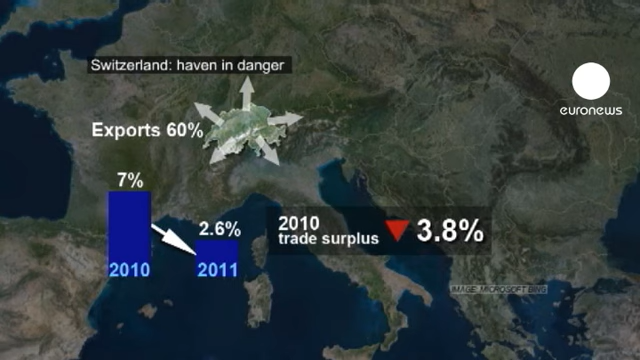 Switzerland: haven in danger
euronews
Exports 60%
7%
2.6%
2010
trade surplus
3.8%
2010
2011
IMAGE: MICROSOFT BING